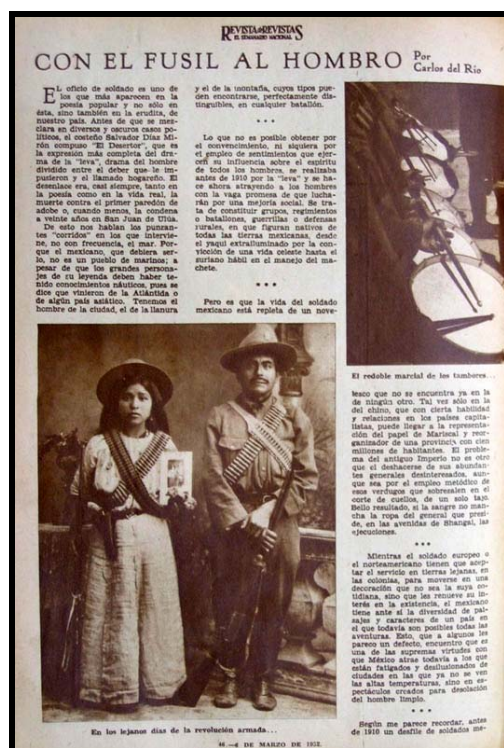 REVISTA DE REVISTAS
EL SEMANARIO NACIONAL
CON EL FUSIL AL HOMBRO
Por
Carlos del Río
EL oficio de soldado es uno de
los que más aparecen en la
poesía popular y no sólo en
ésta, sino también en la erudita, de
nuestro país. Antes de que se mez-
clara en diversos y oscuros casos po-
líticos, el costeño Salvador Díaz Mi-
rón compuso "El Desertor", que es
la expresión más completa del dra-
ma de la "leva", drama del hombre
dividido entre el deber que le im-
pusieron y el llamado hogareño. El
desenlace era, casi siempre, tanto en
la poesía como en la vida real, la
muerte contra el primer paredón de
adobe o, cuando menos, la condena
a veinte años en San Juan de Ulúa.
De esto nos hablan los punzan-
tes "corridos" en los que intervie-
ne, no con frecuencia, el mar. Por-
que el mexicano, que debiera ser-
lo, no es un pueblo de marinos; a
pesar de que los grandes persona-
jes de su leyenda deben haber te-
nido conocimientos náuticos, pues se
dice que vinieron de la Atlántida o
de algún país asiático. Tenemos el
hombre de la ciudad, el de la llanura
y el de la montaña, cuyos tipos pue-
den encontrarse, perfectamente dis-
tinguibles, en cualquier batallón.
* * *
Lo que no es posible obtener por
el convencimiento, ni siquiera por
el empleo de sentimientos que ejer-
cen su influencia sobre el espíritu
de todos los hombres, se realizaba
antes de 1910 por la "leva" y se ha-
ce ahora atrayendo a los hombres
con la vaga promesa de que lucha-
rán por una mejoría social. Se tra-
ta de constituir grupos, regimientos
o batallones, guerrillas o defensas
rurales, en que figuran nativos de
todas las tierras mexicanas, desde
el yaqui extrailuminado por la con-
vicción de una vida celeste hasta el
suriano hábil en el manejo del ma-
chete.
* * *
Pero es que la vida del soldado
mexicano está repleta de un nove-
El redoble marcial de los tambores...
lesco que no se encuentra ya en la
de ningún otro. Tal vez sólo en la
del chino, que con cierta habilidad
y relaciones en los países capita-
listas, puede llegar a la representa-
ción del papel de Mariscal y reor-
ganizador de una provincia con cien
millones de habitantes. El proble-
ma del antiguo Imperio no es otro
que el deshacerse de sus abundan-
tes generales desinteresados, aun-
que sea por el empleo metódico de
esos verdugos que sobresalen en el
corte de cuellos, de un solo tajo.
Bello resultado, si la sangre no man-
cha la ropa del general que presi-
de, en las avenidas de Shangai, las
ejecuciones.
* * *
Mientras el soldado europeo o
el norteamericano tienen que acep-
tar el servicio en tierras lejanas, en
las colonias, para moverse en una
decoración que no sea la suya co-
tidiana, sino que les renueve su in-
terés en la existencia, el mexicano
tiene ante sí la diversidad de pai-
sajes y caracteres de un país en
el que todavía son posibles todas las
aventuras. Esto, que a algunos les
pareco un defecto, encuentro que es
una de las supremas virtudes con
que México atrae todavía a los que
están fatigados y desilusionados de
ciudades en las que ya no se ven
las altas temperaturas, sino en es-
pectáculos creados para desolación
del hombre limpio.
* * *
Según me parece recordar, antes
de 1910 un desfile de soldados me-
En los lejanos días de la revolución armada...
46 — DE MARZO DE